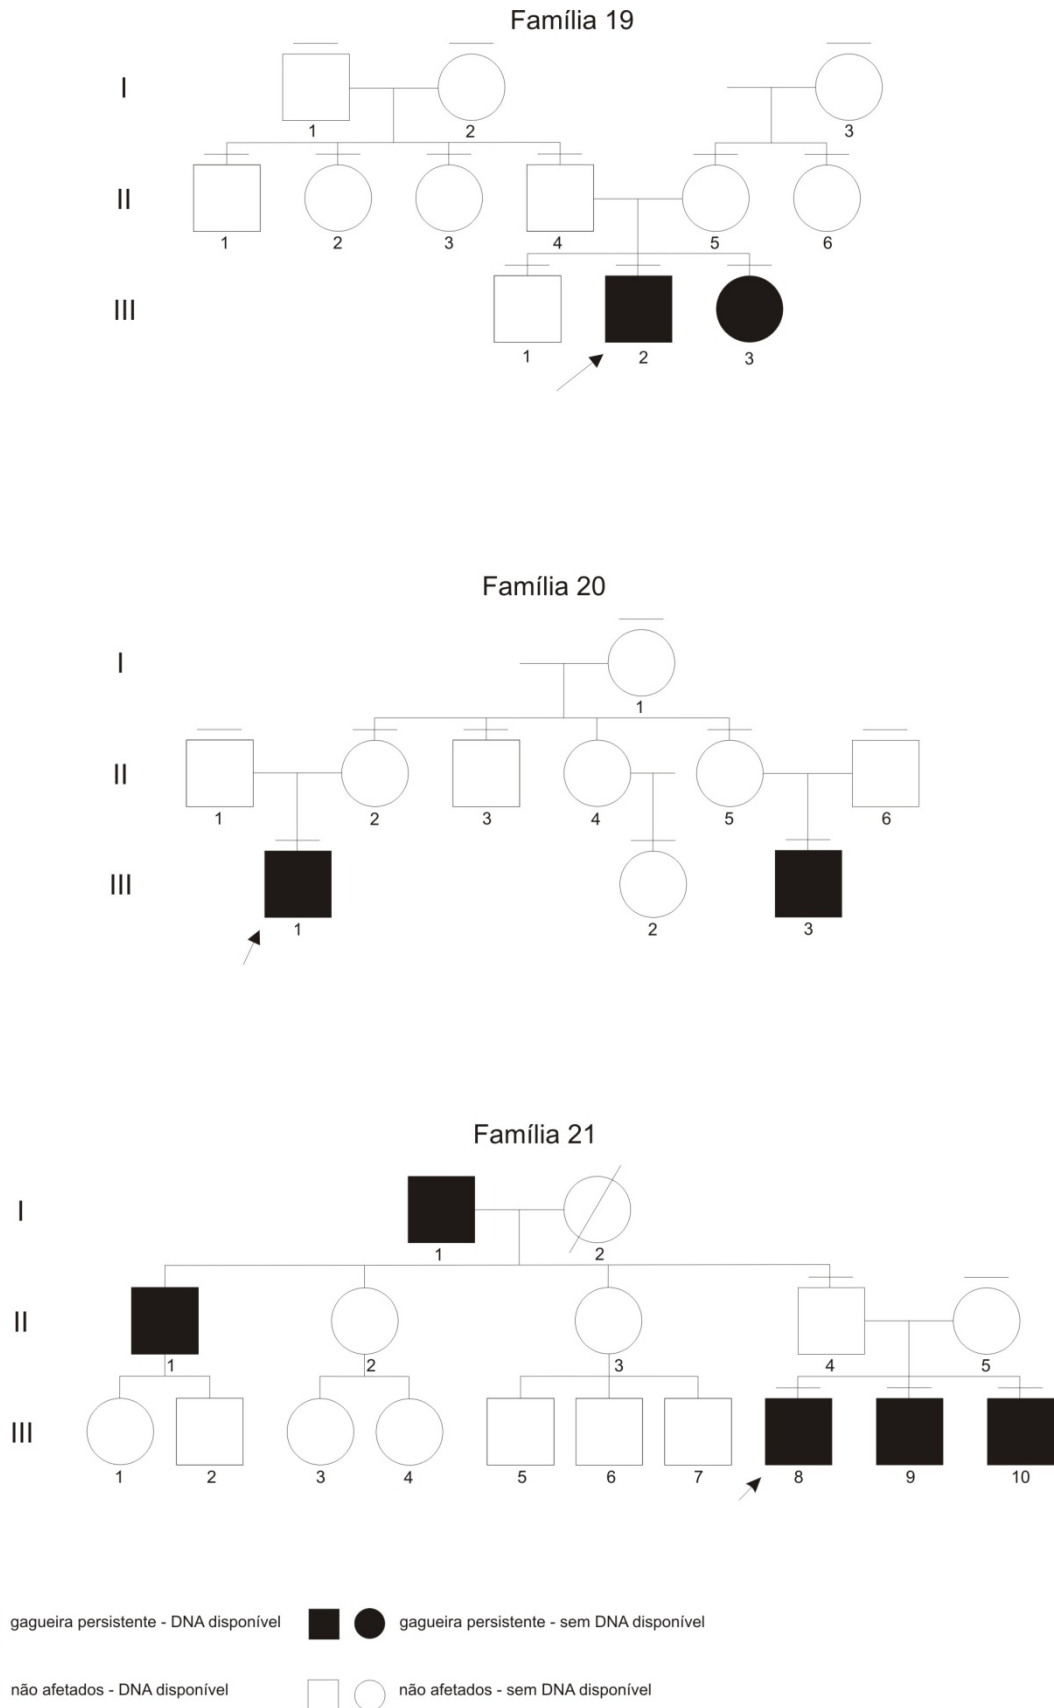 Família 19
I
1 2 3
II
1 2 3 4 5 6
III
1 2 3
Família 20
I
1
II
1 2 3 4 5 6
III
1 2 3
Família 21
I
1 2
II
1 2 3 4 5
III
1 2 3 4 5 6 7 8 9 10
gagueira persistente - DNA disponível gagueira persistente - sem DNA disponível
não afetados - DNA disponível não afetados - sem DNA disponível